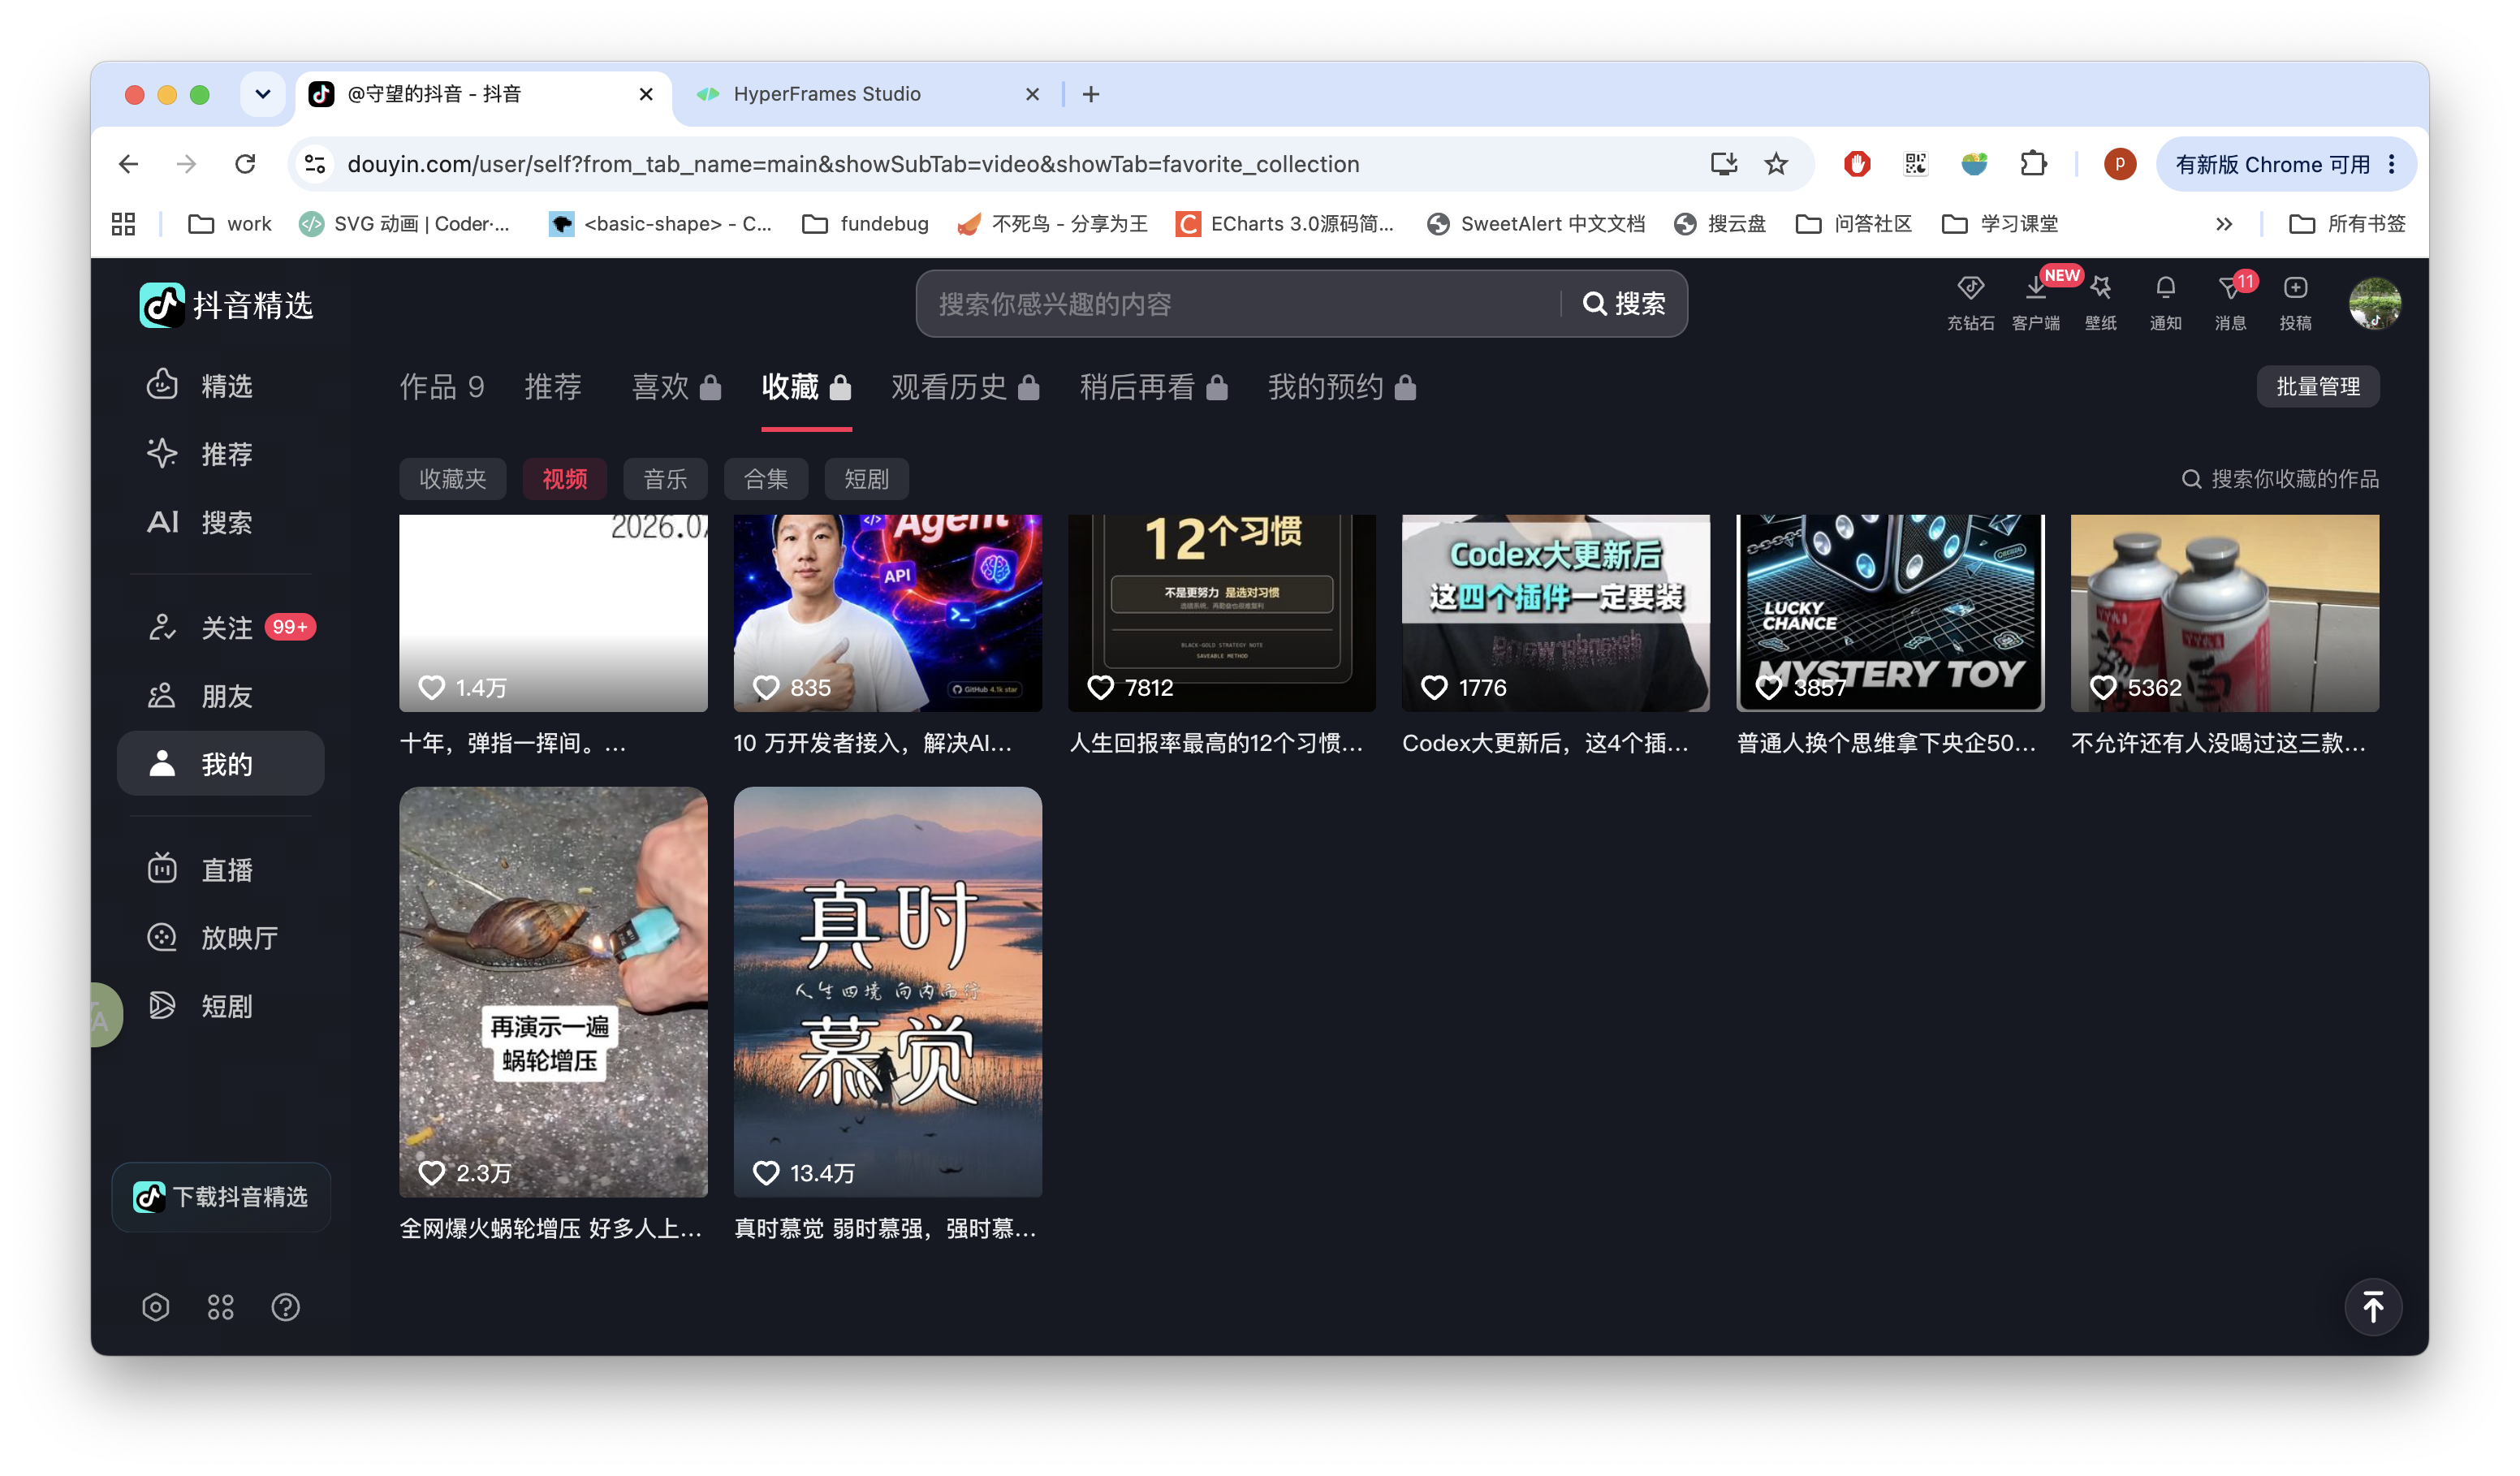 @守望的抖音 - 抖音
HyperFrames Studio
douyin.com/user/self?from_tab_name=main&showSubTab=video&showTab=favorite_collection
P
有新版 Chrome 可用
work
SVG 动画 | Coder·...
<basic-shape> - C...
fundebug
不死鸟 - 分享为王
ECharts 3.0源码简...
SweetAlert 中文文档
搜云盘
问答社区
学习课堂
所有书签
抖音精选
搜索你感兴趣的内容
搜索
充钻石
NEW
客户端
壁纸
通知
11
消息
投稿
精选
推荐
AI 搜索
关注 99+
朋友
我的
直播
放映厅
短剧
下载抖音精选
作品 9
推荐
喜欢
收藏
观看历史
稍后再看
我的预约
批量管理
收藏夹
视频
音乐
合集
短剧
搜索你收藏的作品
1.4万
十年，弹指一挥间。...
Agent
API
GitHub 4.1k star
835
10 万开发者接入，解决AI...
12个习惯
不是更努力 是选对习惯
BLACK-GOLD STRATEGY NOTE
SAVEABLE METHOD
7812
人生回报率最高的12个习惯...
Codex大更新后
这四个插件一定要装
1776
Codex大更新后，这4个插...
LUCKY
CHANCE
MYSTERY TOY
3857
普通人换个思维拿下央企50...
5362
不允许还有人没喝过这三款...
再演示一遍
蜗轮增压
2.3万
全网爆火蜗轮增压 好多人上...
真时
人生四境 向内而行
慕觉
13.4万
真时慕觉 弱时慕强，强时慕...